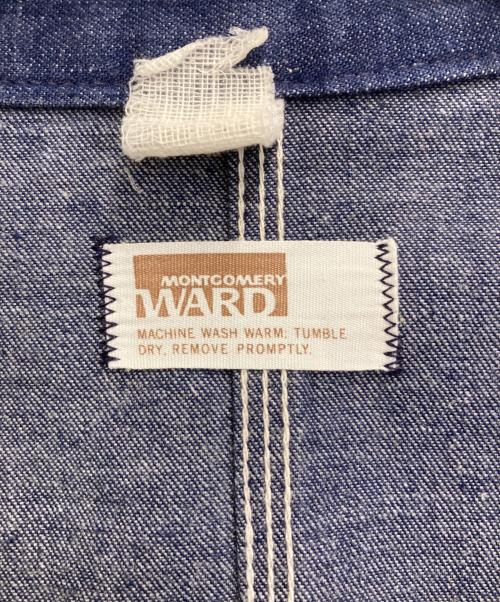 MONTGOMERY
WARD
MACHINE WASH WARM; TUMBLE
DRY, REMOVE PROMPTLY.